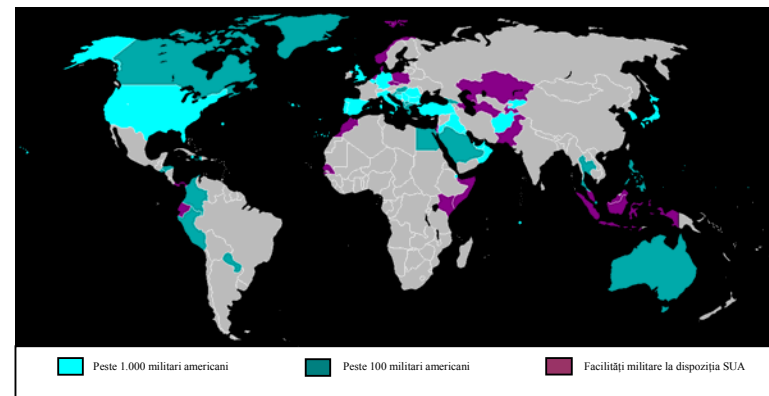 Peste 1.000 militari americani
Peste 100 militari americani
Facilități militare la dispoziția SUA